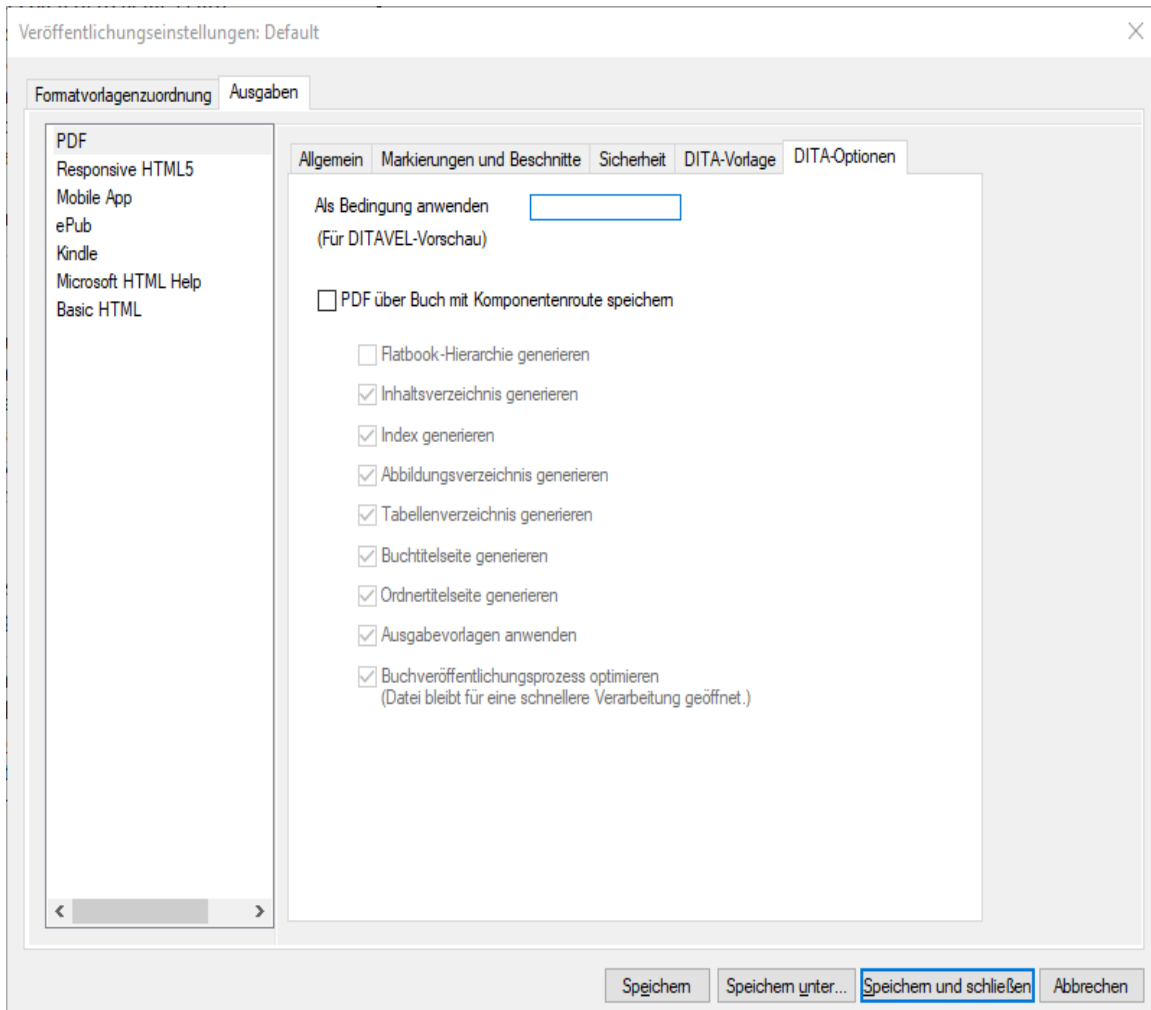 Veröffentlichungseinstellungen: Default
Formatvorlagenzuordnung Ausgaben
PDF
Responsive HTML5
Mobile App
ePub
Kindle
Microsoft HTML Help
Basic HTML
Allgemein Markierungen und Beschnitte Sicherheit DITA-Vorlage DITA-Optionen
Als Bedingung anwenden
(Für DITAVEL-Vorschau)
PDF über Buch mit Komponentenroute speichern
Flatbook-Hierarchie generieren
Inhaltsverzeichnis generieren
Index generieren
Abbildungsverzeichnis generieren
Tabellenverzeichnis generieren
Buchtitelseite generieren
Ordnertitelseite generieren
Ausgabevorlagen anwenden
Buchveröffentlichungsprozess optimieren
(Datei bleibt für eine schnellere Verarbeitung geöffnet.)
Speichern Speichern unter... Speichern und schließen Abbrechen